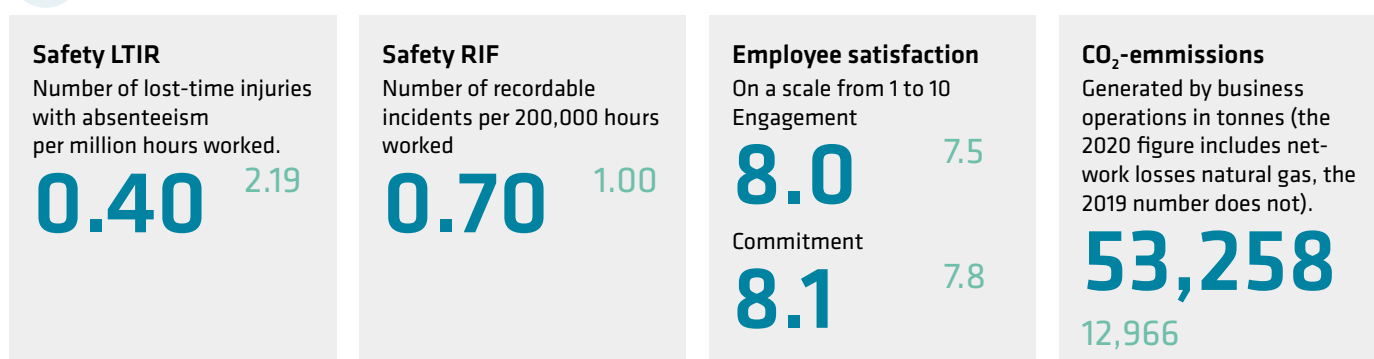 Safety LTIR
Number of lost-time injuries
with absenteeism
per million hours worked.
0.40
2.19
Safety RIF
Number of recordable
incidents per 200,000 hours
worked
0.70
1.00
Employee satisfaction
On a scale from 1 to 10
Engagement
8.0
7.5
Commitment
8.1
7.8
CO₂-emmissions
Generated by business
operations in tonnes (the
2020 figure includes net-
work losses natural gas, the
2019 number does not).
53,258
12,966